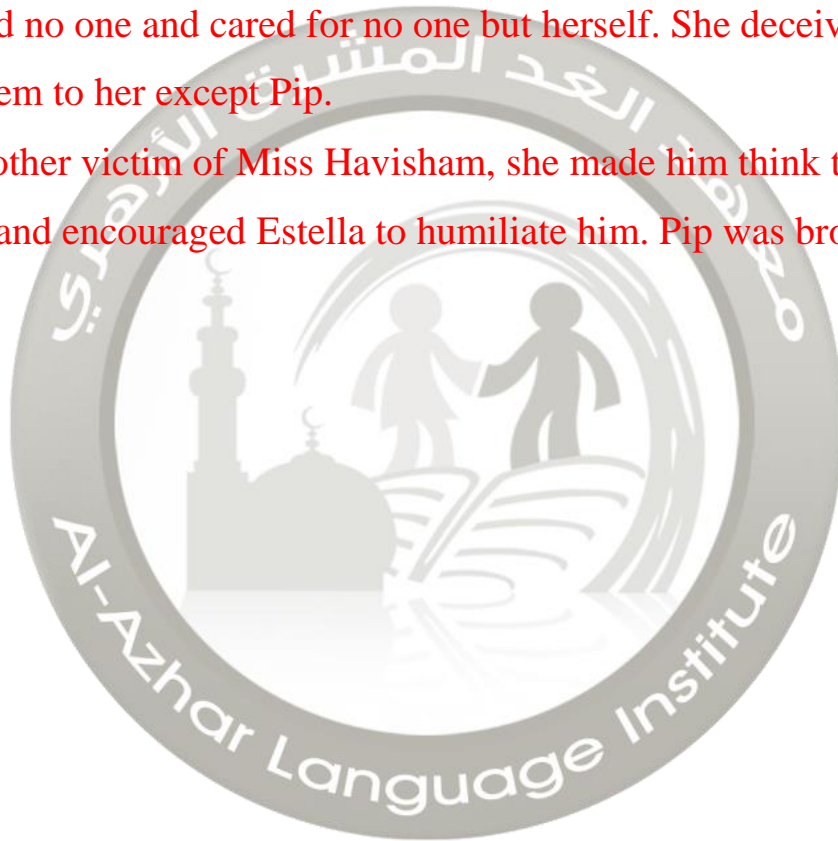 d no one and cared for no one but herself. She deceiv
em to her except Pip.
other victim of Miss Havisham, she made him think t
and encouraged Estella to humiliate him. Pip was bro
معهد الغد المشرق الأزهري
Al-Azhar Language Institute